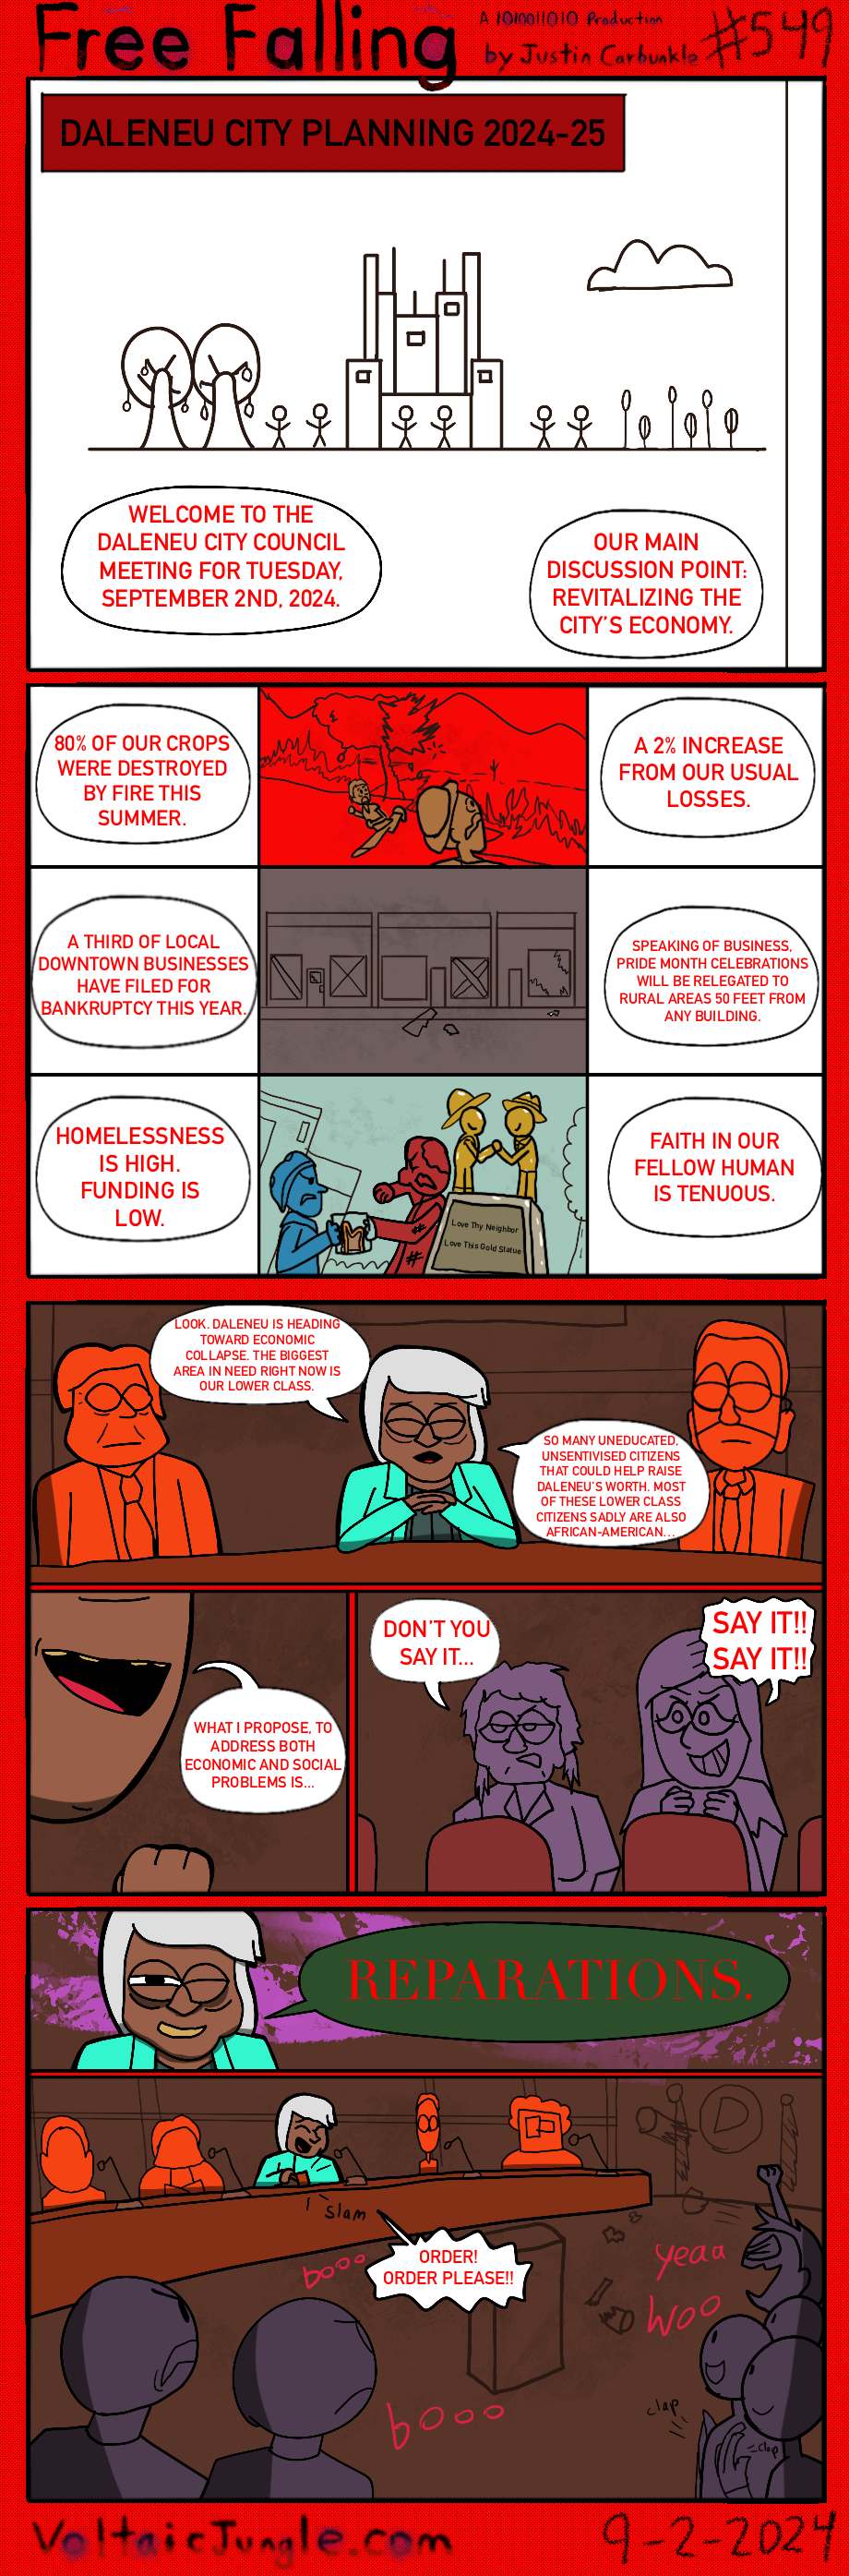 Free Falling
A 1010011010 Production
by Justin Carbunkle
#549
DALENEU CITY PLANNING 2024-25
WELCOME TO THE
DALENEU CITY COUNCIL
MEETING FOR TUESDAY,
SEPTEMBER 2ND, 2024.
OUR MAIN
DISCUSSION POINT:
REVITALIZING THE
CITY'S ECONOMY.
80% OF OUR CROPS
WERE DESTROYED
BY FIRE THIS
SUMMER.
A 2% INCREASE
FROM OUR USUAL
LOSSES.
A THIRD OF LOCAL
DOWNTOWN BUSINESSES
HAVE FILED FOR
BANKRUPTCY THIS YEAR.
SPEAKING OF BUSINESS,
PRIDE MONTH CELEBRATIONS
WILL BE RELEGATED TO
RURAL AREAS 50 FEET FROM
ANY BUILDING.
HOMELESSNESS
IS HIGH.
FUNDING IS
LOW.
Love Thy Neighbor
Love This Gold Statue
FAITH IN OUR
FELLOW HUMAN
IS TENUOUS.
LOOK. DALENEU IS HEADING
TOWARD ECONOMIC
COLLAPSE. THE BIGGEST
AREA IN NEED RIGHT NOW IS
OUR LOWER CLASS.
SO MANY UNEDUCATED,
UNSENTIVISED CITIZENS
THAT COULD HELP RAISE
DALENEU'S WORTH. MOST
OF THESE LOWER CLASS
CITIZENS SADLY ARE ALSO
AFRICAN-AMERICAN...
WHAT I PROPOSE, TO
ADDRESS BOTH
ECONOMIC AND SOCIAL
PROBLEMS IS...
DON'T YOU
SAY IT...
SAY IT!!
SAY IT!!
REPARATIONS.
slam
ORDER!
ORDER PLEASE!!
booo
yeaa
woo
booo
clap
clap
VoltaicJungle.com
9-2-2024